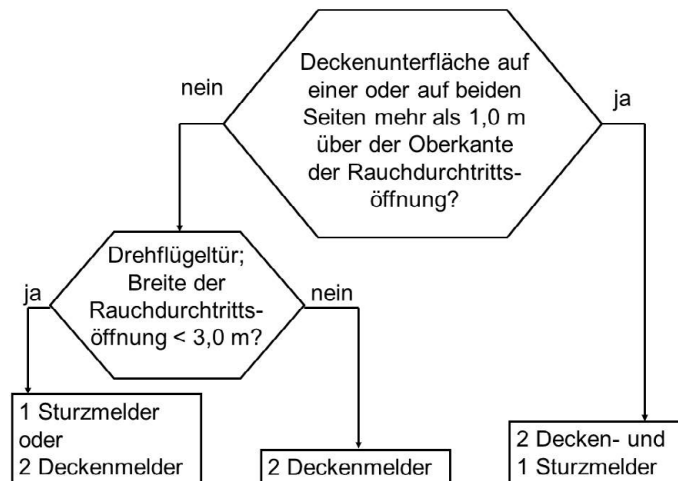 Deckenunterfläche auf
einer oder auf beiden
Seiten mehr als 1,0 m
über der Oberkante
der Rauchdurchtritts-
öffnung?
nein
ja
Drehflügeltür;
Breite der
Rauchdurchtritts-
öffnung < 3,0 m?
ja
nein
1 Sturzmelder
oder
2 Deckenmelder
2 Deckenmelder
2 Decken- und
1 Sturzmelder